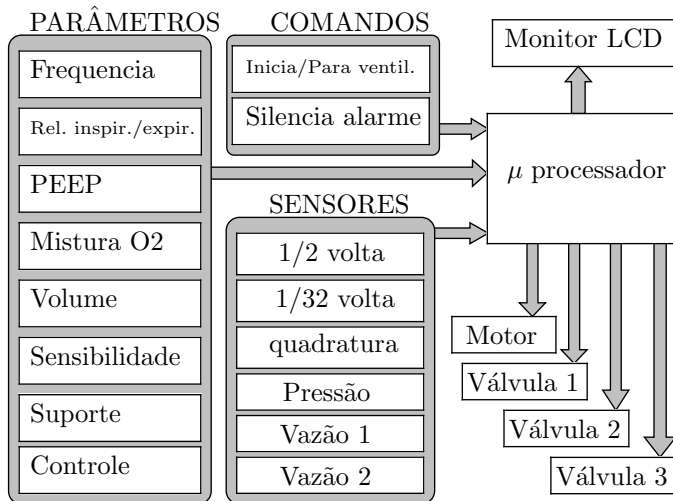 PARÂMETROS
Frequencia
Rel. inspir./expir.
PEEP
Mistura O2
Volume
Sensibilidade
Suporte
Controle
COMANDOS
Inicia/Para ventil.
Silencia alarme
SENSORES
1/2 volta
1/32 volta
quadratura
Pressão
Vazão 1
Vazão 2
Monitor LCD
μ processador
Motor
Válvula 1
Válvula 2
Válvula 3